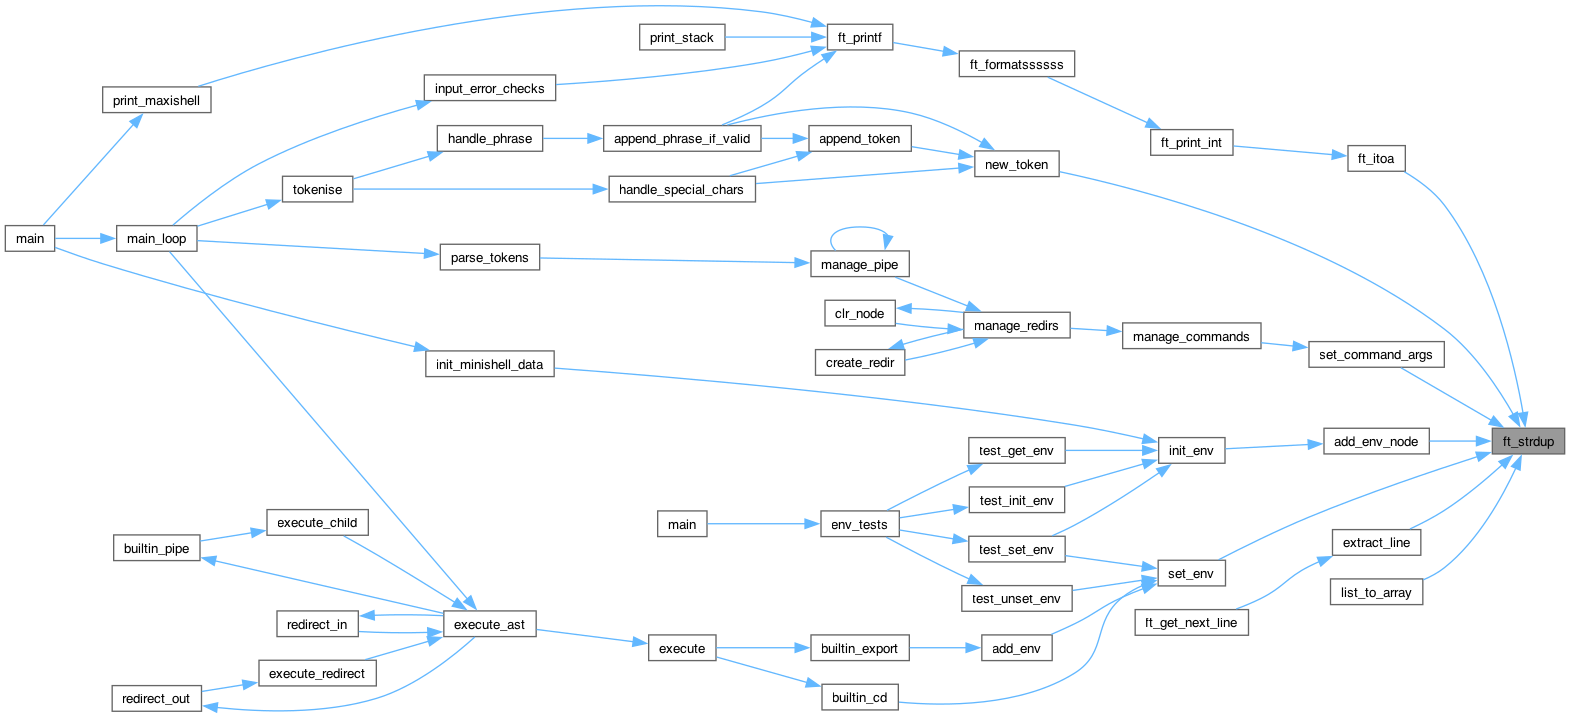 print_stack
ft_printf
ft_formatssssss
print_maxishell
input_error_checks
handle_phrase
append_phrase_if_valid
append_token
ft_print_int
new_token
ft_itoa
tokenise
handle_special_chars
main
main_loop
parse_tokens
manage_pipe
clr_node
manage_redirs
manage_commands
set_command_args
create_redir
init_minishell_data
ft_strdup
add_env_node
init_env
test_get_env
test_init_env
main
env_tests
test_set_env
extract_line
set_env
list_to_array
test_unset_env
ft_get_next_line
execute_child
builtin_pipe
redirect_in
execute_ast
execute
builtin_export
add_env
execute_redirect
redirect_out
builtin_cd